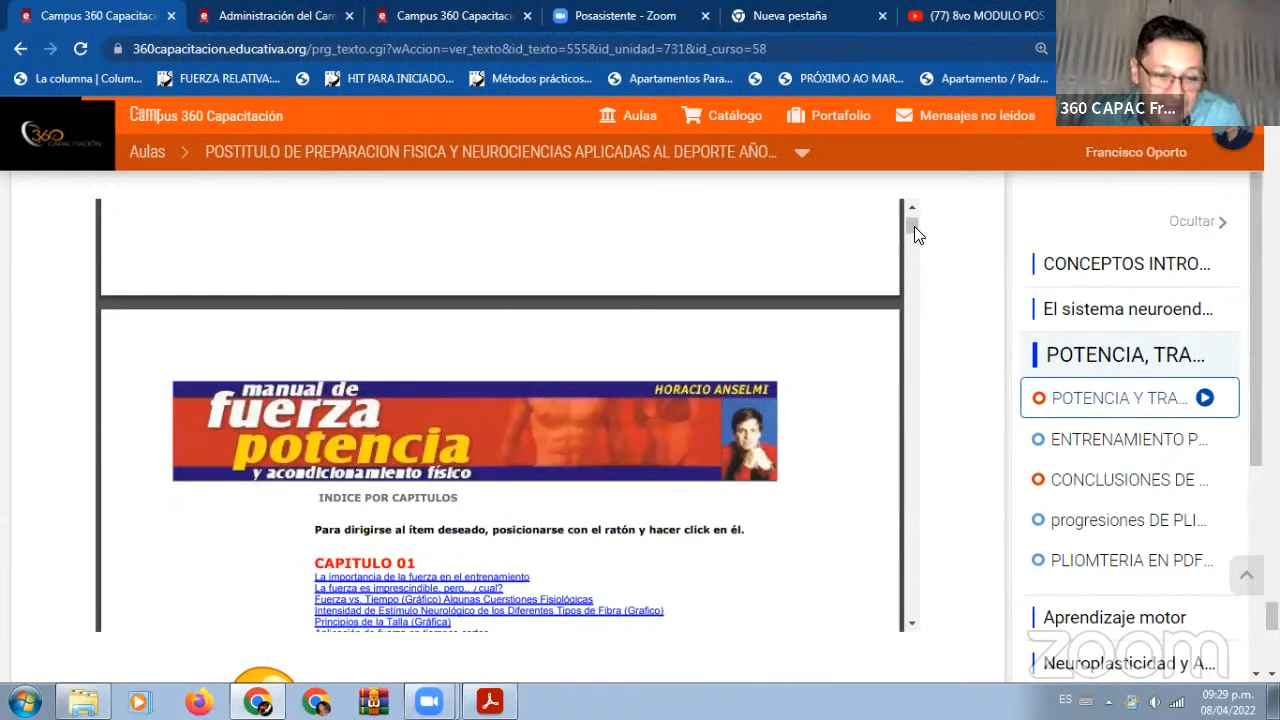 Campus 360 Capacitació
Administración del Can
Campus 360 Capacitació
Posasistente - Zoom
Nueva pestaña
(77) 8vo MODULO POS
360capacitacion.educativa.org/prg_texto.cgi?wAccion=ver_texto&id_texto=555&id_unidad=731&id_curso=58
La columna | Colum...
FUERZA RELATIVA:...
HIT PARA INICIADO...
Métodos prácticos...
Apartamentos Para...
PRÓXIMO AO MAR...
Apartamento / Padr...
360 CAPAC Fr...
360
CAPACITACIÓN
Campus 360 Capacitación
Aulas
Catálogo
Portafolio
Mensajes no leídos
Aulas
POSTITULO DE PREPARACION FISICA Y NEUROCIENCIAS APLICADAS AL DEPORTE AÑO...
Francisco Oporto
manual de
fuerza
potencia
y acondicionamiento físico
HORACIO ANSELMI
INDICE POR CAPITULOS
Para dirigirse al ítem deseado, posicionarse con el ratón y hacer click en él.
CAPITULO 01
La importancia de la fuerza en el entrenamiento
La fuerza es imprescindible, pero.. ¿cual?
Fuerza vs. Tiempo (Gráfico) Algunas Cuerstiones Fisiológicas
Intensidad de Estímulo Neurológico de los Diferentes Tipos de Fibra (Grafico)
Principios de la Talla (Gráfica)
Ocultar
CONCEPTOS INTRO...
El sistema neuroend...
POTENCIA, TRA...
POTENCIA Y TRA...
ENTRENAMIENTO P...
CONCLUSIONES DE ...
progresiones DE PLI...
PLIOMTERIA EN PDF...
Aprendizaje motor
Neuroplasticidad y A...
zoom
ES
09:29 p.m.
08/04/2022